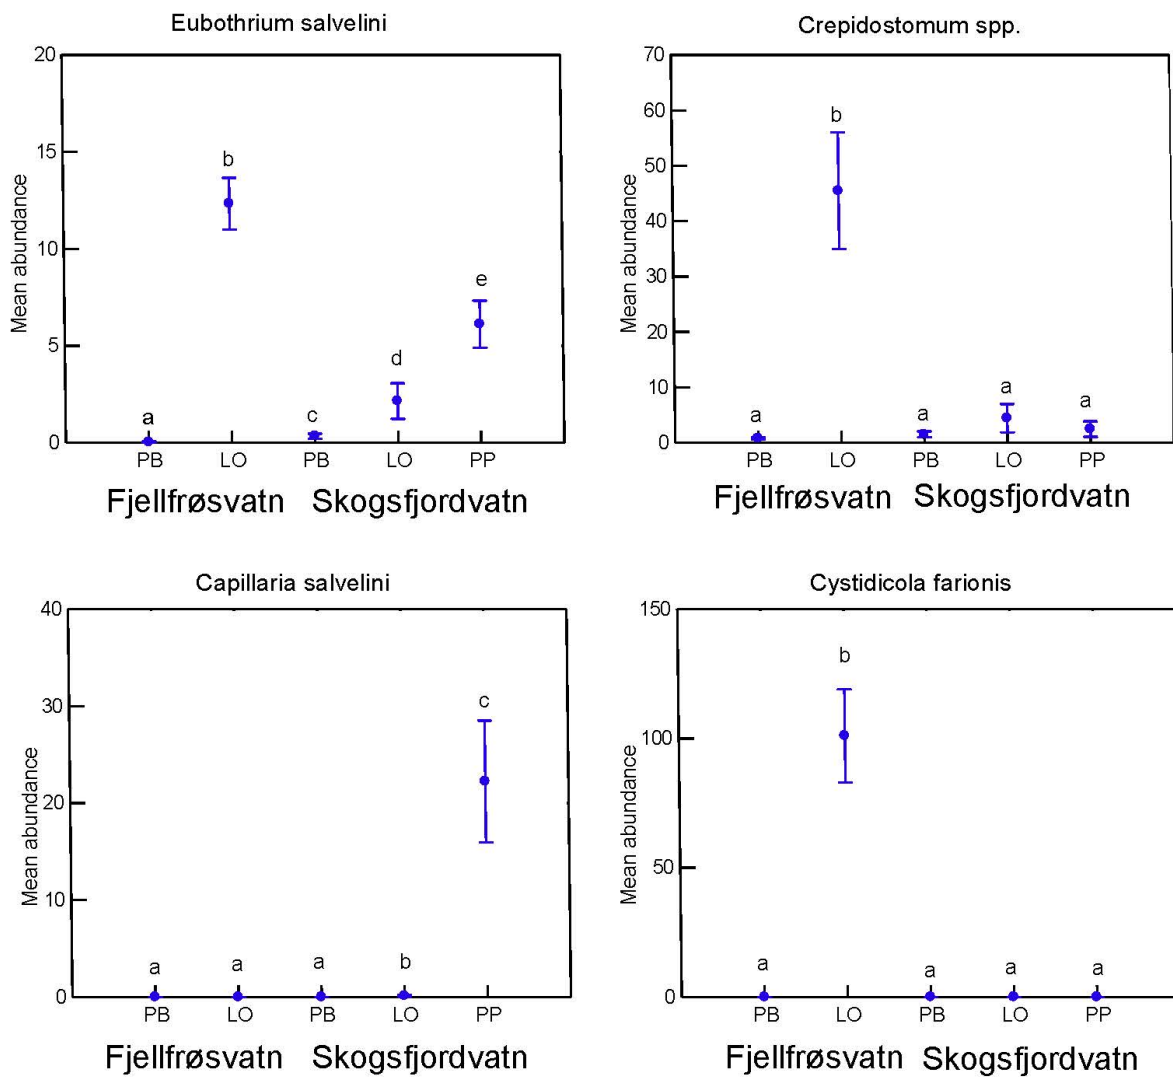 Eubothrium salvelini
20
15
10
5
0
Mean abundance
a
b
c
d
e
PB LO PB LO PP
Fjellfrøsvatn Skogsfjordvatn
Crepidostomum spp.
70
60
50
40
30
20
10
0
Mean abundance
a
b
a
a
a
PB LO PB LO PP
Fjellfrøsvatn Skogsfjordvatn
Capillaria salvelini
40
30
20
10
0
Mean abundance
a
a
a
b
c
PB LO PB LO PP
Fjellfrøsvatn Skogsfjordvatn
Cystidicola farionis
150
100
50
0
Mean abundance
a
b
a
a
a
PB LO PB LO PP
Fjellfrøsvatn Skogsfjordvatn